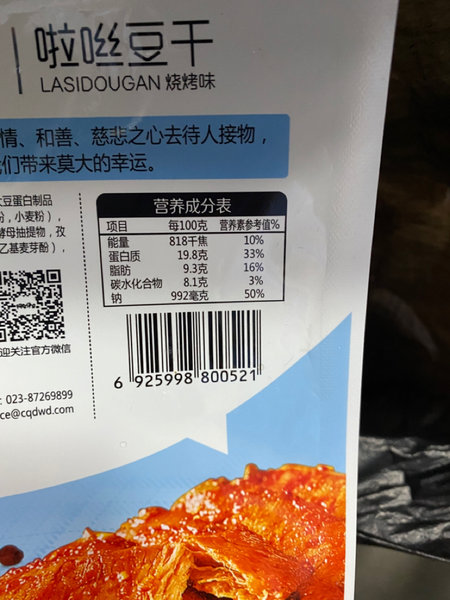 啦咝豆干
LASIDOUGAN 烧烤味
情、和善、慈悲之心去待人接物，
们带来莫大的幸运。
豆蛋白制品
粉，小麦粉），
酵母抽提物，孜
乙基麦芽酚），
迎关注官方微信
023-87269899
ce@cqdwd.com
营养成分表
项目 每100克 营养素参考值%
能量 818千焦 10%
蛋白质 19.8克 33%
脂肪 9.3克 16%
碳水化合物 8.1克 3%
钠 992毫克 50%
6 925998 800521